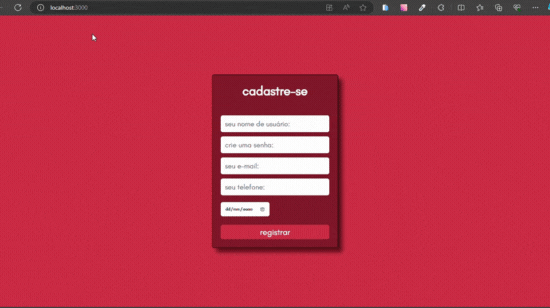 localhost:3000
cadastre-se
seu nome de usuário:
crie uma senha:
seu e-mail:
seu telefone:
dd/mm/aaaa
registrar